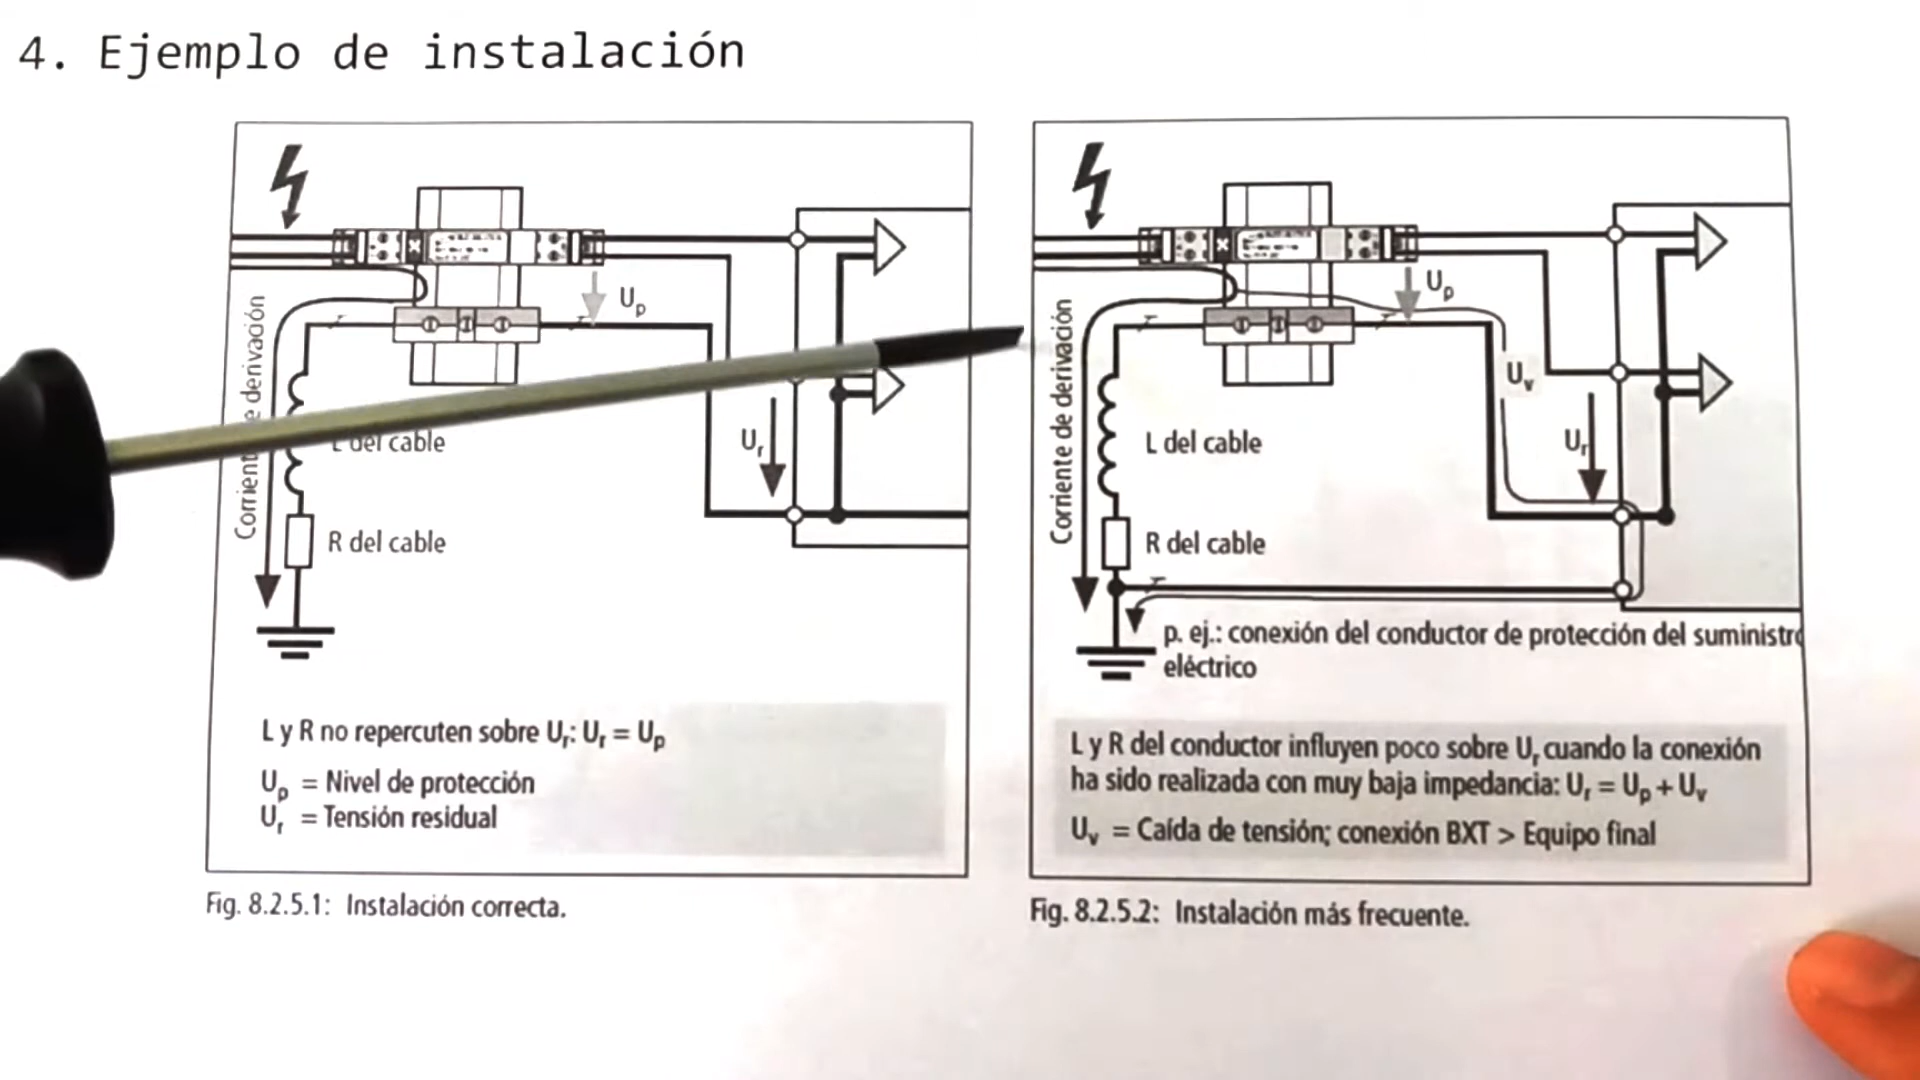 4. Ejemplo de instalación
Corriente de derivación
Up
L del cable
R del cable
Ur
L y R no repercuten sobre Ur: Ur = Up
Up = Nivel de protección
Ur = Tensión residual
Fig. 8.2.5.1: Instalación correcta.
Corriente de derivación
Up
Uv
L del cable
Ur
R del cable
p. ej.: conexión del conductor de protección del suministro
eléctrico
L y R del conductor influyen poco sobre Ur cuando la conexión
ha sido realizada con muy baja impedancia: Ur = Up + Uv
Uv = Caída de tensión; conexión BXT > Equipo final
Fig. 8.2.5.2: Instalación más frecuente.